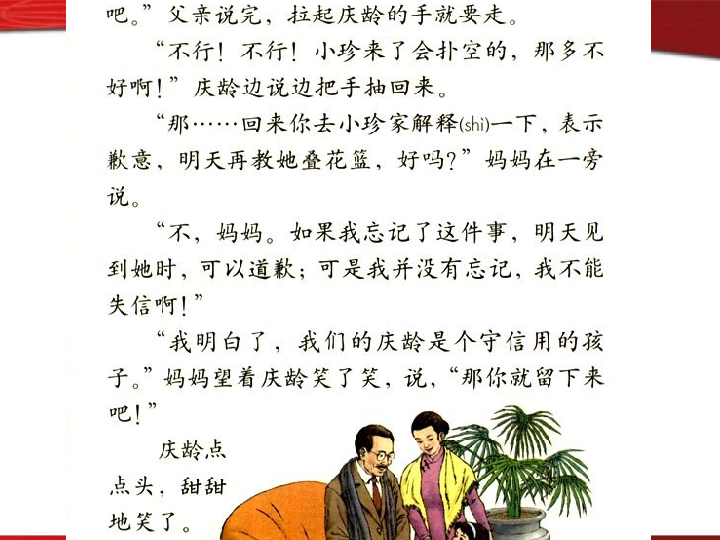 吧。”父亲说完，拉起庆龄的手就要走。
“不行！不行！小珍来了会扑空的，那多不
好啊！”庆龄边说边把手抽回来。
“那……回来你去小珍家解释(shì)一下，表示
歉意，明天再教她叠花篮，好吗？”妈妈在一旁
说。
“不，妈妈。如果我忘记了这件事，明天见
到她时，可以道歉；可是我并没有忘记，我不能
失信啊！”
“我明白了，我们的庆龄是个守信用的孩
子。”妈妈望着庆龄笑了笑，说，“那你就留下来
吧！”
庆龄点
点头，甜甜
地笑了。